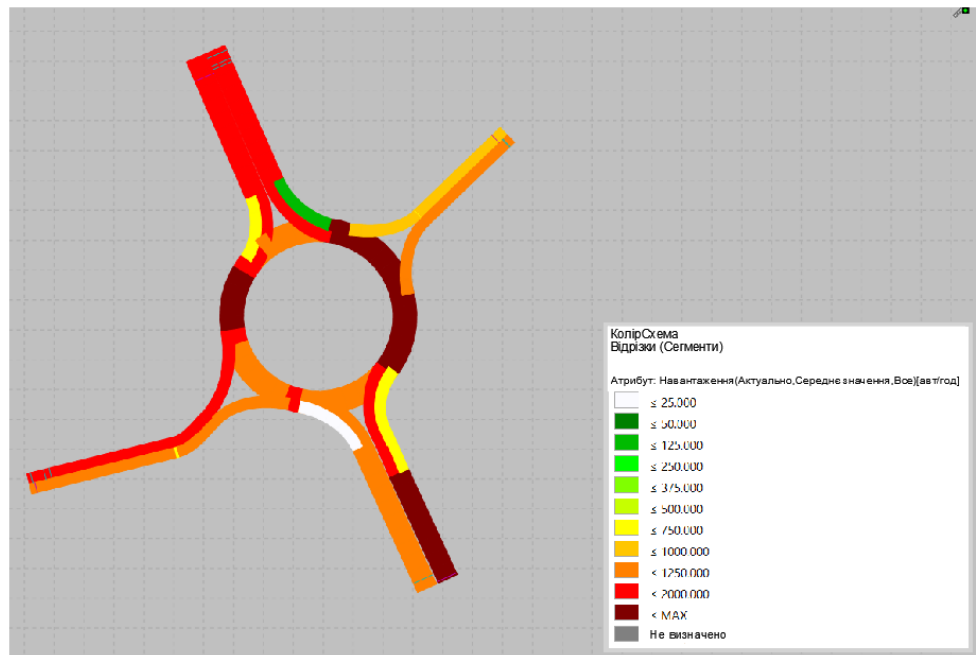 КолірСхема
Відрізки (Сегменти)
Атрибут: Навантаження(Актуально,Середнє значення,Все)[авт/год]
≤ 25.000
≤ 50.000
≤ 125.000
≤ 250.000
≤ 375.000
≤ 500.000
≤ 750.000
≤ 1000.000
≤ 1250.000
≤ 2000.000
≤ MAX
Не визначено